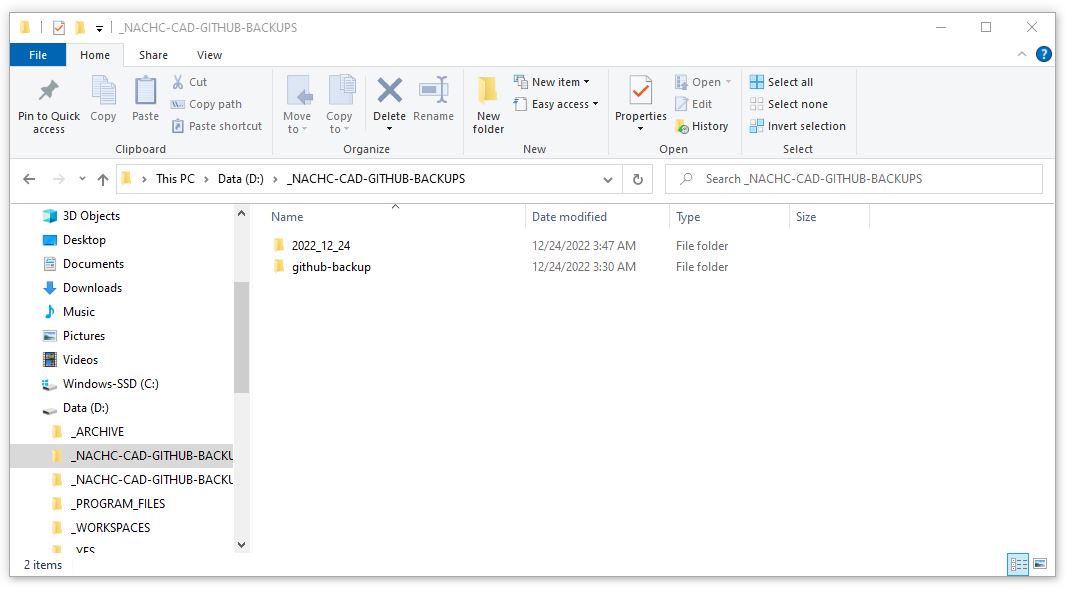 _NACHC-CAD-GITHUB-BACKUPS
File Home Share View
Pin to Quick access
Copy
Paste
Cut
Copy path
Paste shortcut
Clipboard
Move to
Copy to
Delete
Rename
Organize
New folder
New item
Easy access
New
Properties
Open
Edit
History
Open
Select all
Select none
Invert selection
Select
This PC > Data (D:) > _NACHC-CAD-GITHUB-BACKUPS
Search _NACHC-CAD-GITHUB-BACKUPS
3D Objects
Desktop
Documents
Downloads
Music
Pictures
Videos
Windows-SSD (C:)
Data (D:)
_ARCHIVE
_NACHC-CAD-GITHUB-BACKU
_NACHC-CAD-GITHUB-BACKU
_PROGRAM_FILES
_WORKSPACES
Name Date modified Type Size
2022_12_24 12/24/2022 3:47 AM File folder
github-backup 12/24/2022 3:30 AM File folder
2 items